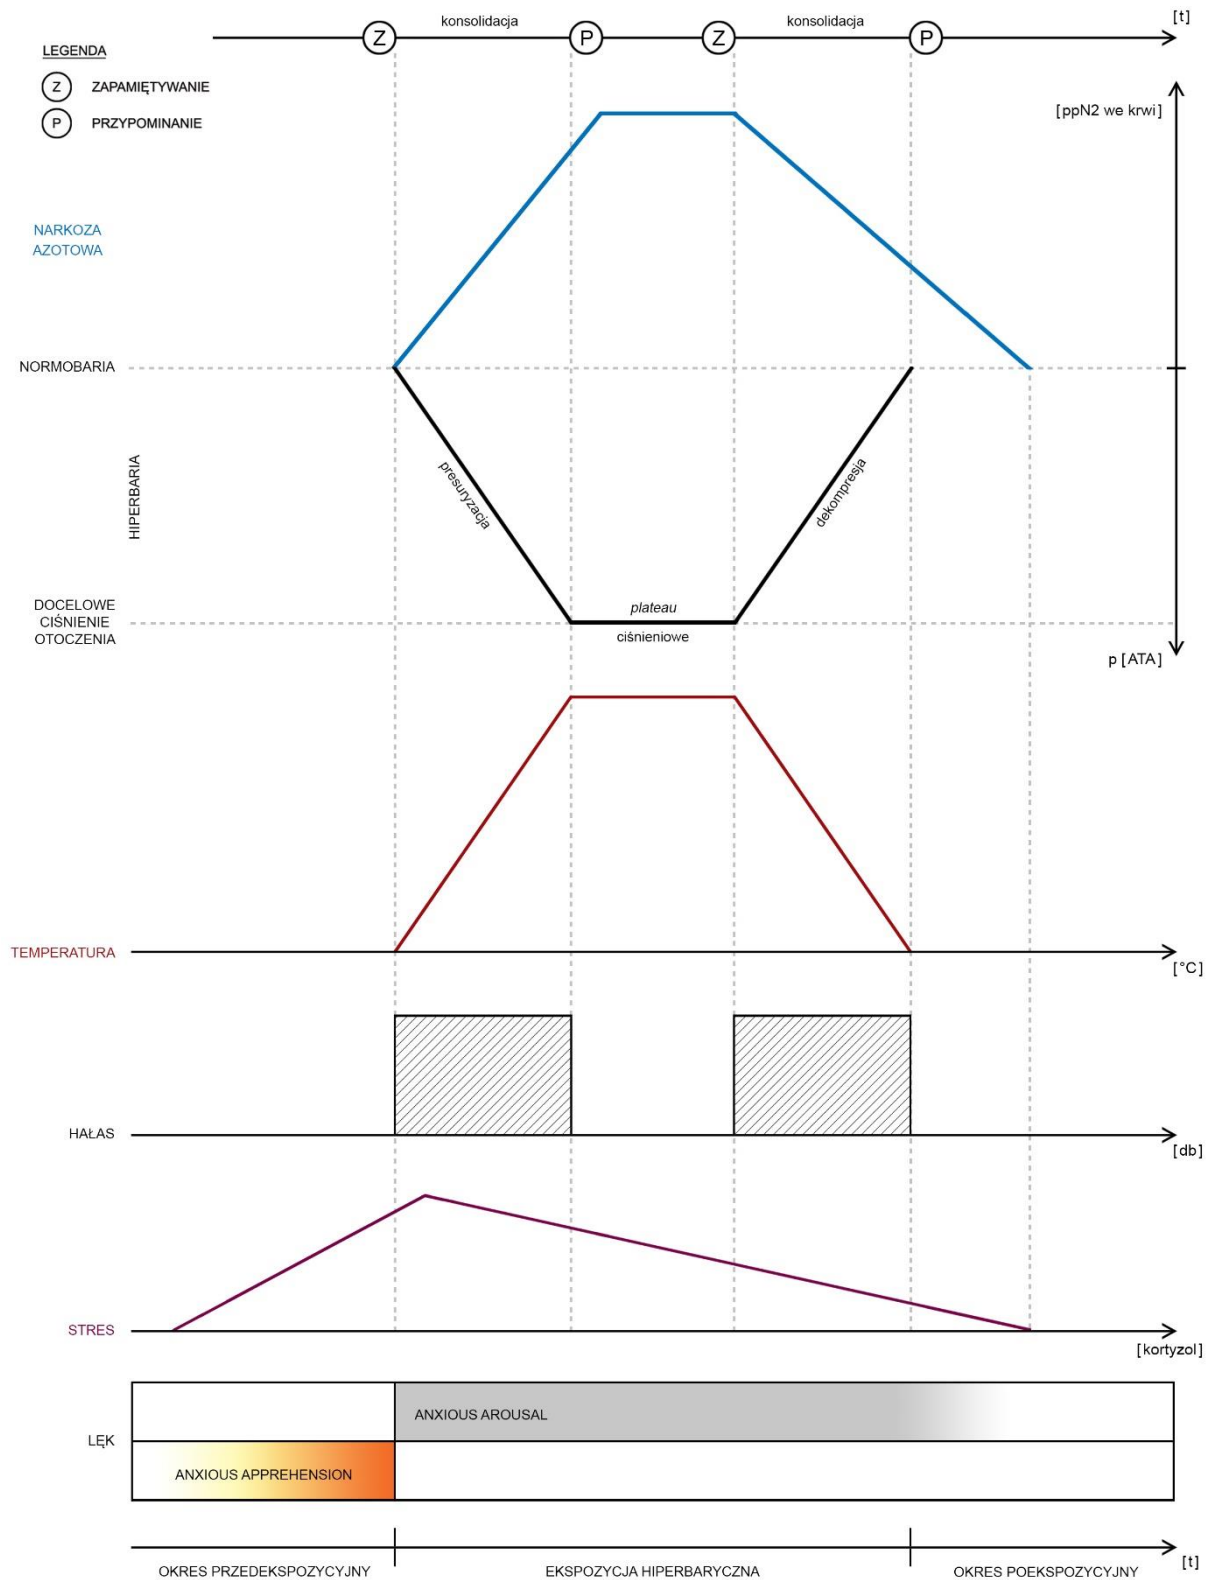 konsolidacja
konsolidacja
[t]
Z
P
Z
P
LEGENDA
Z ZAPAMIĘTYWANIE
P PRZYPOMINANIE
[ppN2 we krwi]
NARKOZA
AZOTOWA
NORMOBARIA
HIPERBARIA
presuryzacja
dekompresja
DOCELOWE
CIŚNIENIE
OTOCZENIA
plateau
ciśnieniowe
p [ATA]
TEMPERATURA
[°C]
HAŁAS
[db]
STRES
[kortyzol]
LĘK
ANXIOUS AROUSAL
ANXIOUS APPREHENSION
[t]
OKRES PRZEDEKSPOZYCYJNY
EKSPOZYCJA HIPERBARYCZNA
OKRES POEKSPOZYCYJNY